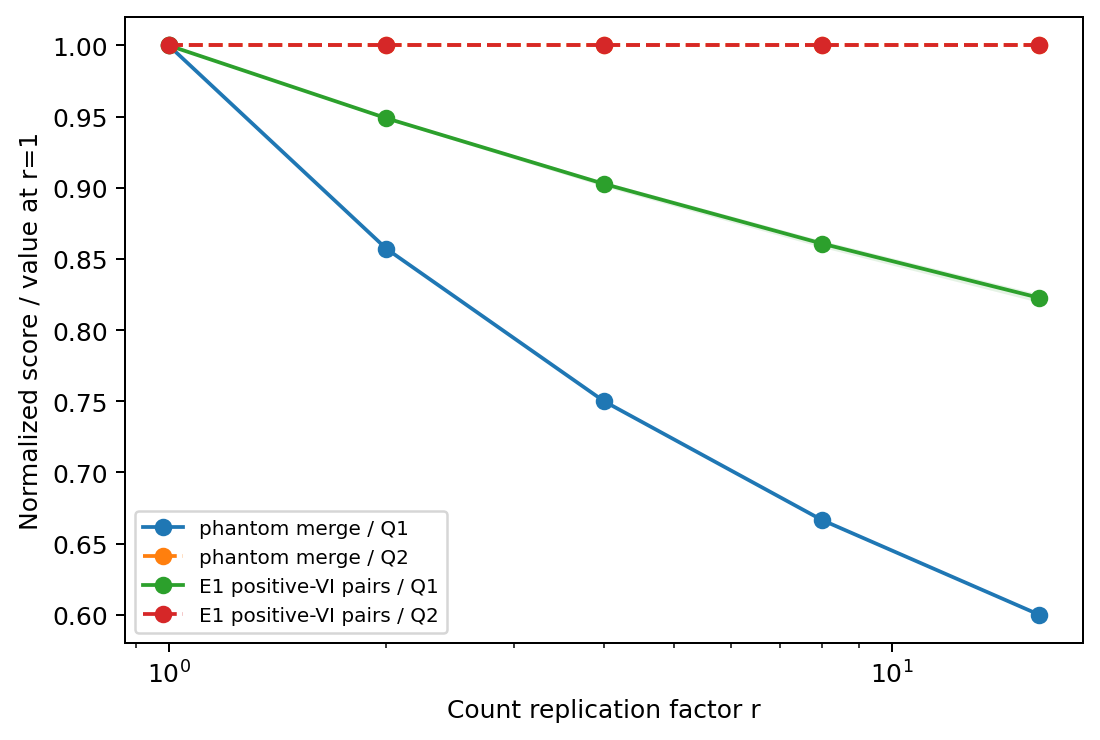 Normalized score / value at r=1
1.00
0.95
0.90
0.85
0.80
0.75
0.70
0.65
0.60
phantom merge / Q1
phantom merge / Q2
E1 positive-VI pairs / Q1
E1 positive-VI pairs / Q2
10⁰
10¹
Count replication factor r